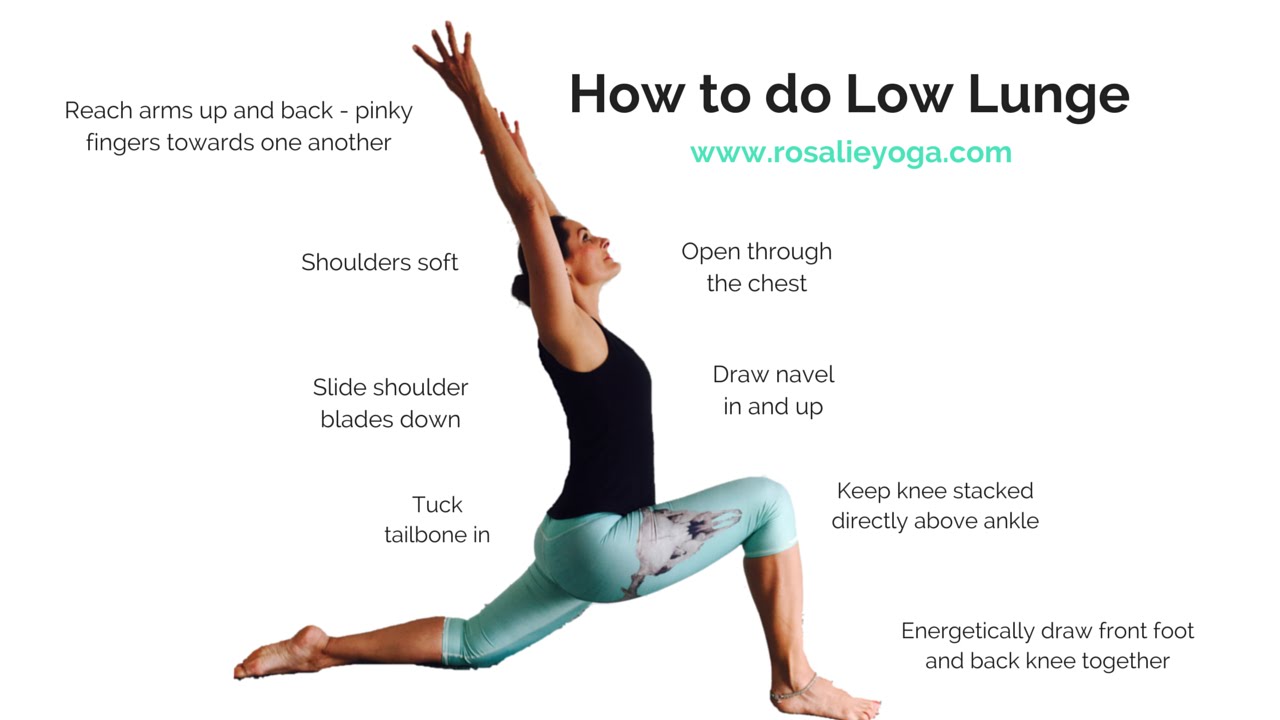 How to do Low Lunge
www.rosalieyoga.com
Reach arms up and back - pinky
fingers towards one another
Shoulders soft
Open through
the chest
Slide shoulder
blades down
Draw navel
in and up
Tuck
tailbone in
Keep knee stacked
directly above ankle
Energetically draw front foot
and back knee together